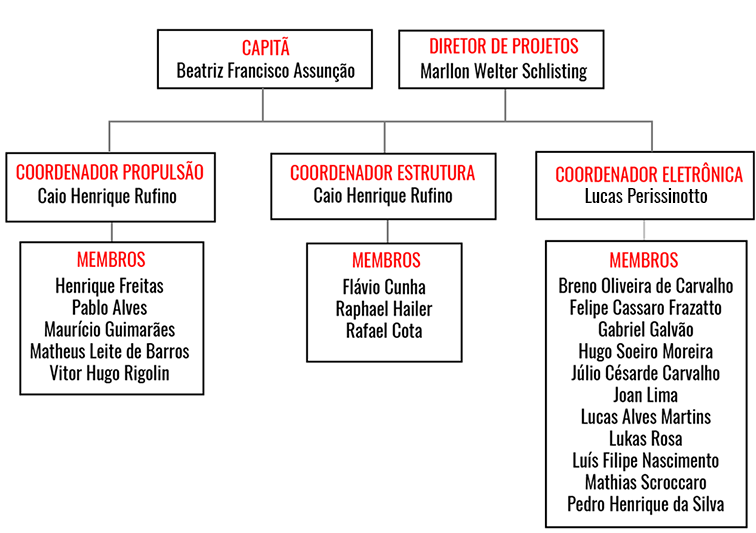 CAPITÃ
Beatriz Francisco Assunção
DIRETOR DE PROJETOS
Marllon Welter Schlisting
COORDENADOR PROPULSÃO
Caio Henrique Rufino
COORDENADOR ESTRUTURA
Caio Henrique Rufino
COORDENADOR ELETRÔNICA
Lucas Perissinotto
MEMBROS
Henrique Freitas
Pablo Alves
Maurício Guimarães
Matheus Leite de Barros
Vitor Hugo Rigolin
MEMBROS
Flávio Cunha
Raphael Hailer
Rafael Cota
MEMBROS
Breno Oliveira de Carvalho
Felipe Cassaro Frazatto
Gabriel Galvão
Hugo Soeiro Moreira
Júlio Césarde Carvalho
Joan Lima
Lucas Alves Martins
Lukas Rosa
Luís Filipe Nascimento
Mathias Scroccaro
Pedro Henrique da Silva